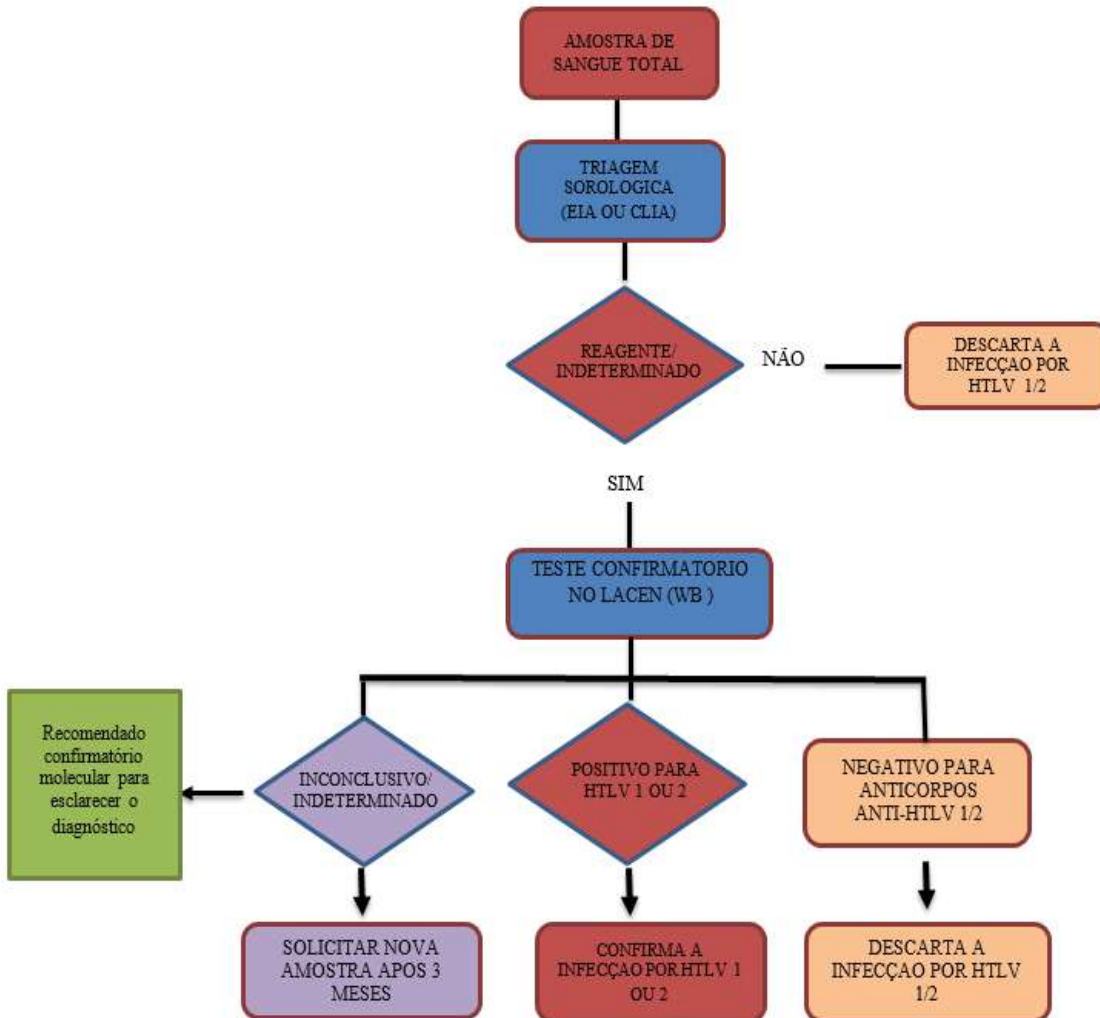 AMOSTRA DE
SANGUE TOTAL
TRIAGEM
SOROLOGICA
(EIA OU CLIA)
REAGENTE/
INDETERMINADO
NÃO
DESCARTA A
INFECÇAO POR
HTLV 1/2
SIM
TESTE CONFIRMATORIO
NO LACEN (WB )
Recomendado
confirmatório
molecular para
esclarecer o
diagnóstico
INCONCLUSIVO/
INDETERMINADO
POSITIVO PARA
HTLV 1 OU 2
NEGATIVO PARA
ANTICORPOS
ANTI-HTLV 1/2
SOLICITAR NOVA
AMOSTRA APOS 3
MESES
CONFIRMA A
INFECÇAO POR HTLV 1
OU 2
DESCARTA A
INFECÇAO POR HTLV
1/2